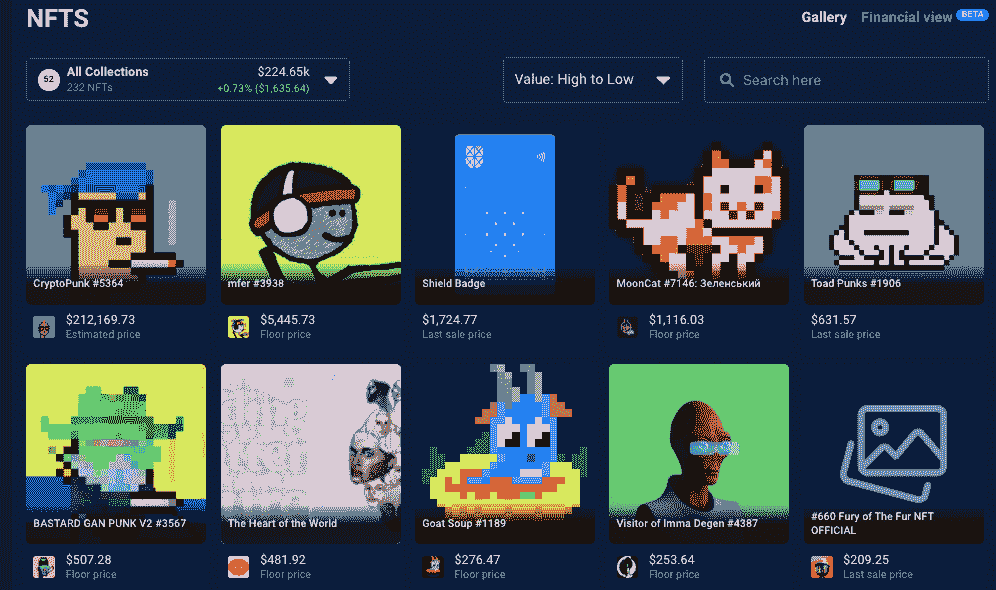 NFTS
Gallery Financial view BETA
52 All Collections $224.65k
232 NFTs +0.73% ($1,635.64)
Value: High to Low
Search here
CryptoPunk #5364
$212,169.73
Estimated price
mfer #3938
$5,445.73
Floor price
Shield Badge
$1,724.77
Last sale price
MoonCat #7146: Зеленський
$1,116.03
Floor price
Toad Punks #1906
$631.57
Last sale price
BASTARD GAN PUNK V2 #3567
$507.28
Floor price
The Heart of the World
$481.92
Floor price
Goat Soup #1189
$276.47
Floor price
Visitor of Imma Degen #4387
$253.64
Floor price
#660 Fury of The Fur NFT
OFFICIAL
$209.25
Last sale price